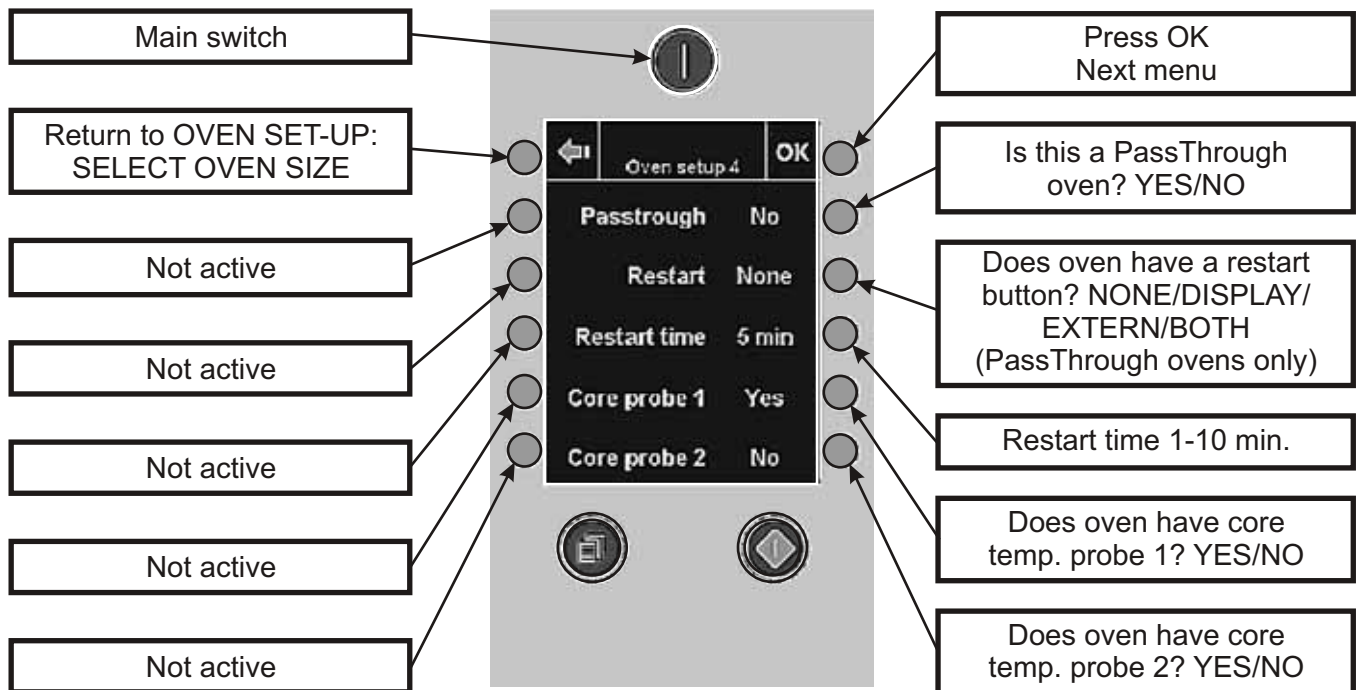 Main switch
Return to OVEN SET-UP:
SELECT OVEN SIZE
Not active
Not active
Not active
Not active
Not active
OK
Oven setup 4
Passtrough No
Restart None
Restart time 5 min
Core probe 1 Yes
Core probe 2 No
Press OK
Next menu
Is this a PassThrough
oven? YES/NO
Does oven have a restart
button? NONE/DISPLAY/
EXTERN/BOTH
(PassThrough ovens only)
Restart time 1-10 min.
Does oven have core
temp. probe 1? YES/NO
Does oven have core
temp. probe 2? YES/NO